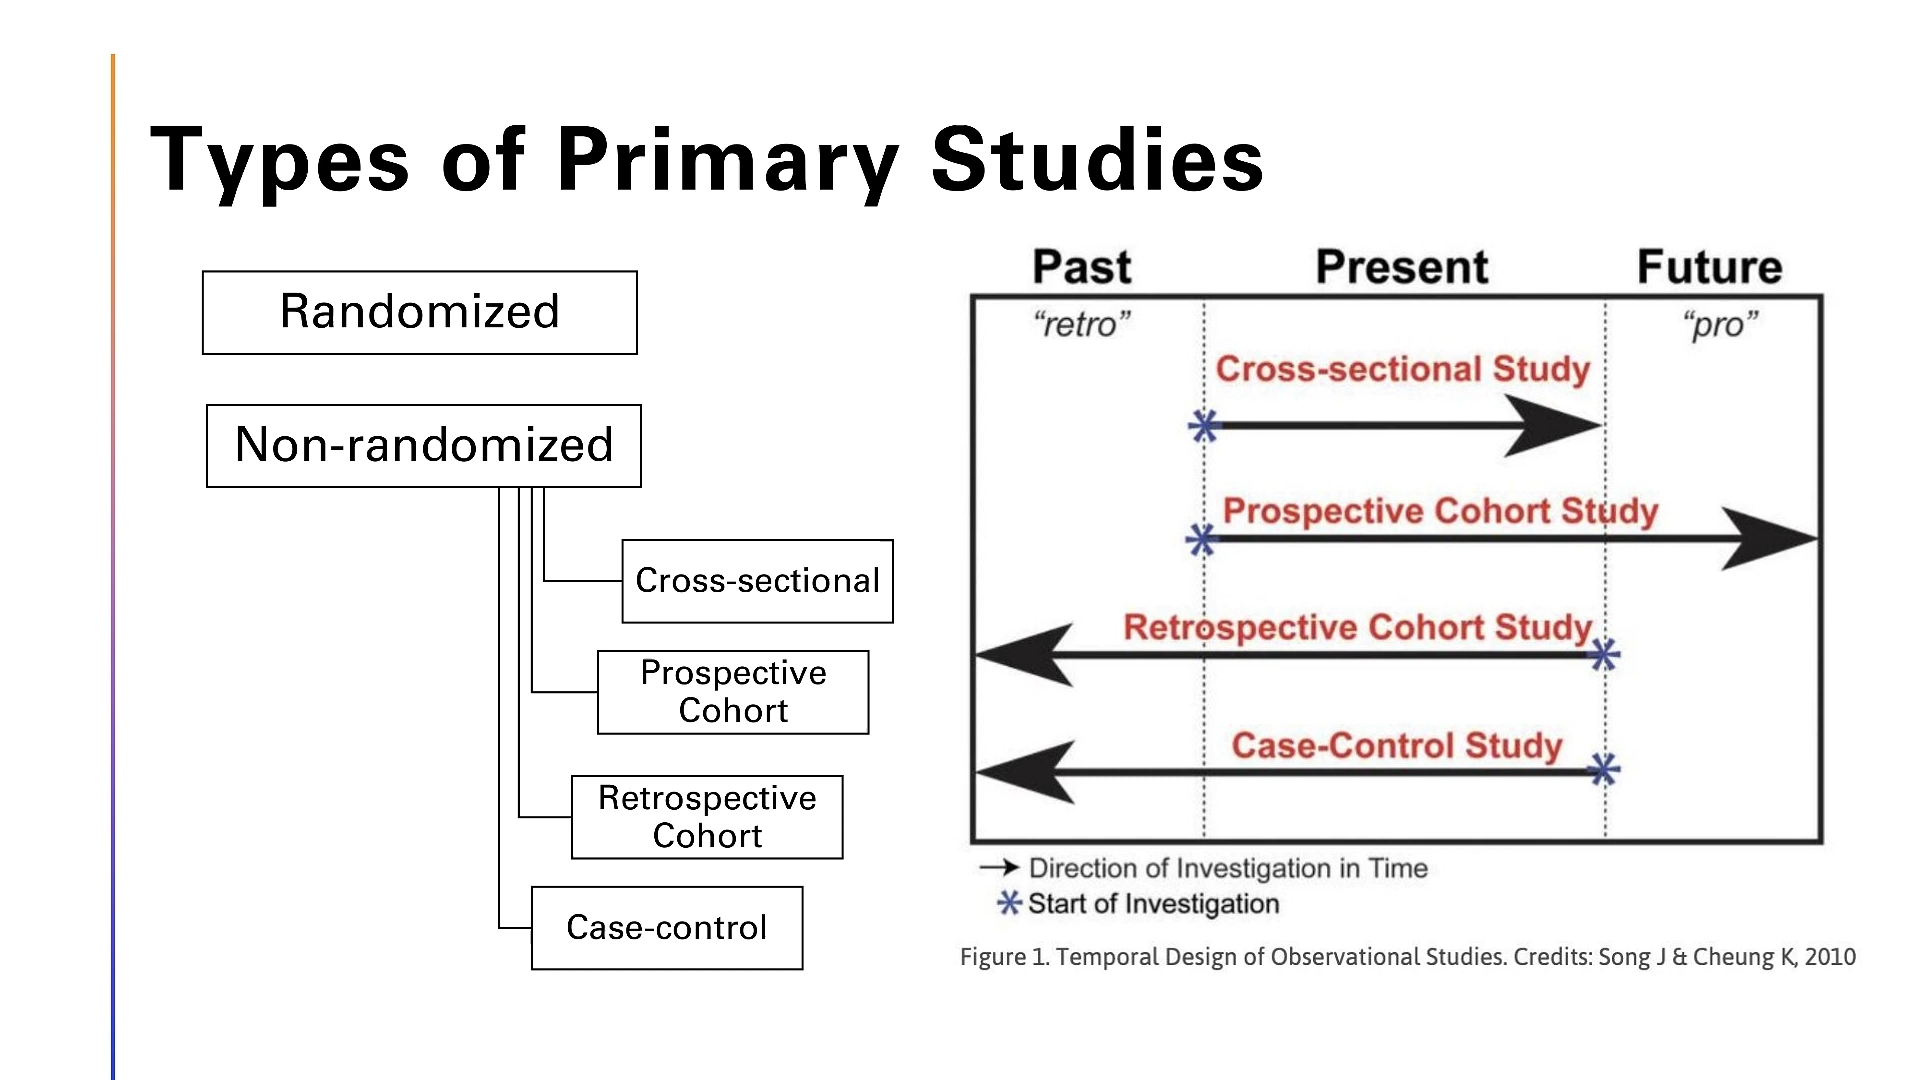 Types of Primary Studies
Randomized
Non-randomized
Cross-sectional
Prospective
Cohort
Retrospective
Cohort
Case-control
Past
Present
Future
“retro”
“pro”
Cross-sectional Study
Prospective Cohort Study
Retrospective Cohort Study
Case-Control Study
Direction of Investigation in Time
Start of Investigation
Figure 1. Temporal Design of Observational Studies. Credits: Song J & Cheung K, 2010